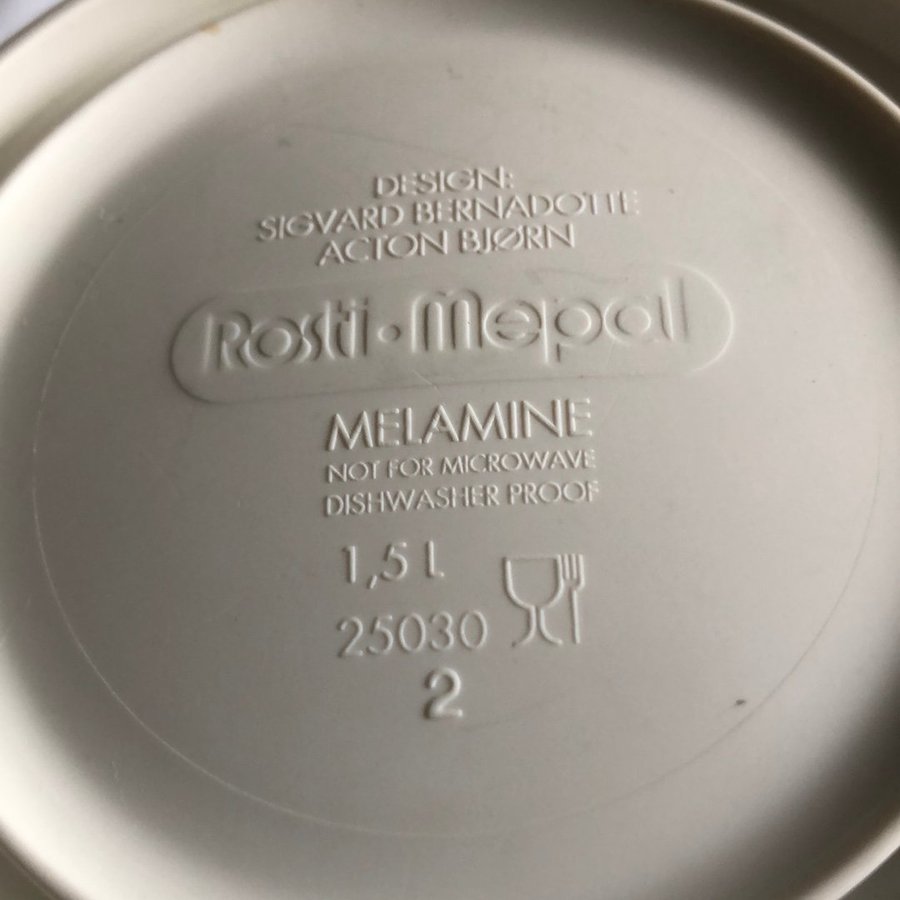 DESIGN:
SIGVARD BERNADOTTE
ACTON BJØRN
Rosti • Mepal
MELAMINE
NOT FOR MICROWAVE
DISHWASHER PROOF
1,5 L
25030
2